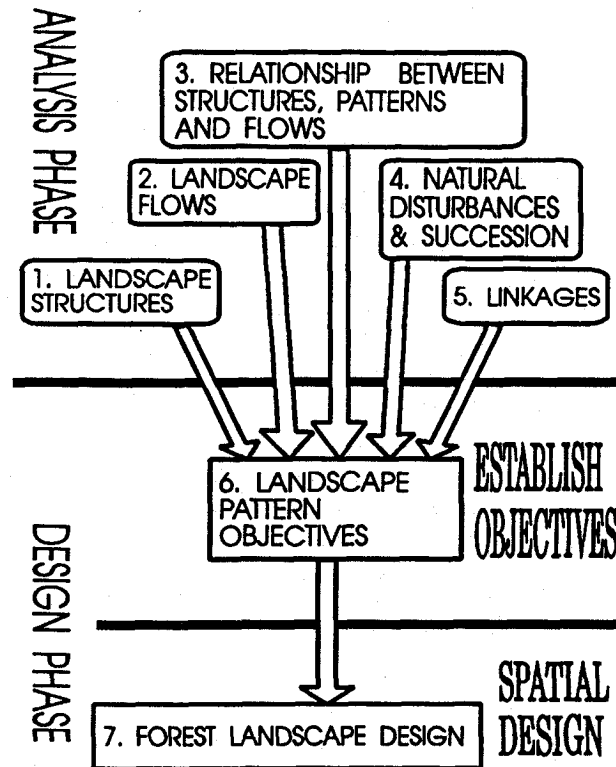 ANALYSIS PHASE
3. RELATIONSHIP BETWEEN
STRUCTURES, PATTERNS
AND FLOWS
2. LANDSCAPE
FLOWS
4. NATURAL
DISTURBANCES
& SUCCESSION
1. LANDSCAPE
STRUCTURES
5. LINKAGES
DESIGN PHASE
6. LANDSCAPE
PATTERN
OBJECTIVES
ESTABLISH
OBJECTIVES
7. FOREST LANDSCAPE DESIGN
SPATIAL
DESIGN